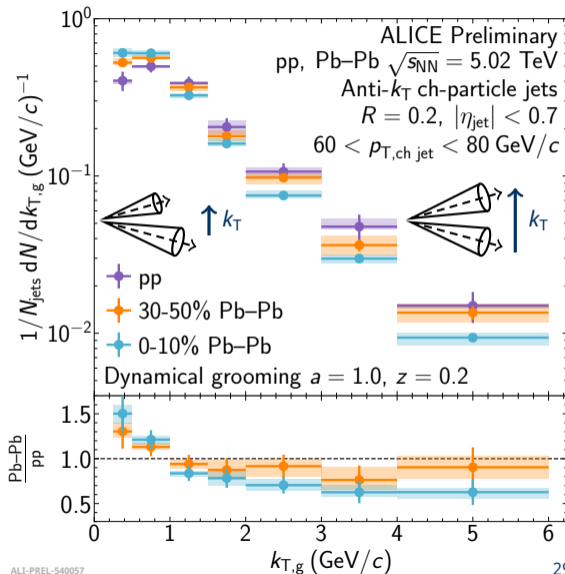 ALICE Preliminary
pp, Pb–Pb √sNN = 5.02 TeV
Anti-kT ch-particle jets
R = 0.2, |ηjet| < 0.7
60 < pT,ch jet < 80 GeV/c
1/Njets dN/dkT,g (GeV/c)⁻¹
10⁰
10⁻¹
10⁻²
kT
kT
pp
30-50% Pb–Pb
0-10% Pb–Pb
Dynamical grooming a = 1.0, z = 0.2
Pb–Pb
pp
1.5
1.0
0.5
0 1 2 3 4 5 6
kT,g (GeV/c)
ALI-PREL-540057
29